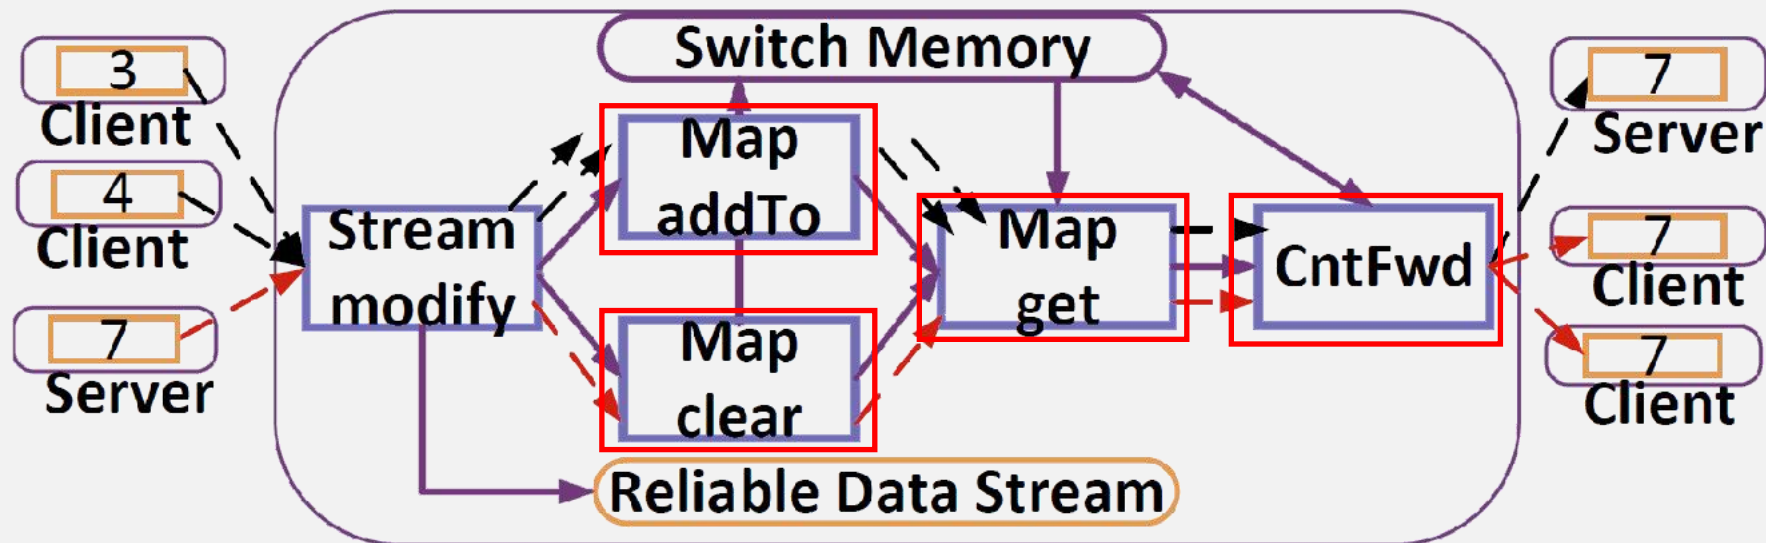 Switch Memory
3
Client
4
Client
7
Server
Stream
modify
Map
addTo
Map
clear
Map
get
CntFwd
Reliable Data Stream
7
Server
7
Client
7
Client